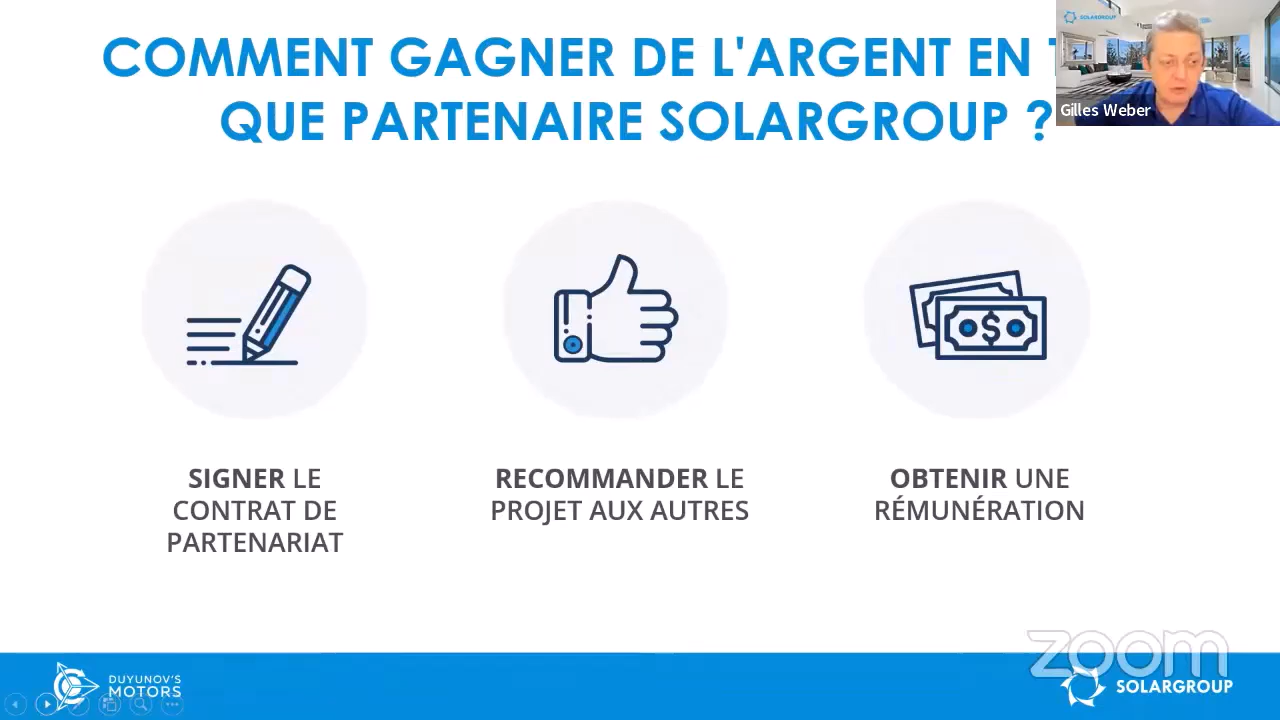 COMMENT GAGNER DE L'ARGENT EN
QUE PARTENAIRE SOLARGROUP ?
SOLARGROUP
Gilles Weber
SIGNER LE
CONTRAT DE
PARTENARIAT
RECOMMANDER LE
PROJET AUX AUTRES
OBTENIR UNE
RÉMUNÉRATION
zoom
DUYUNOV'S
MOTORS
SOLARGROUP